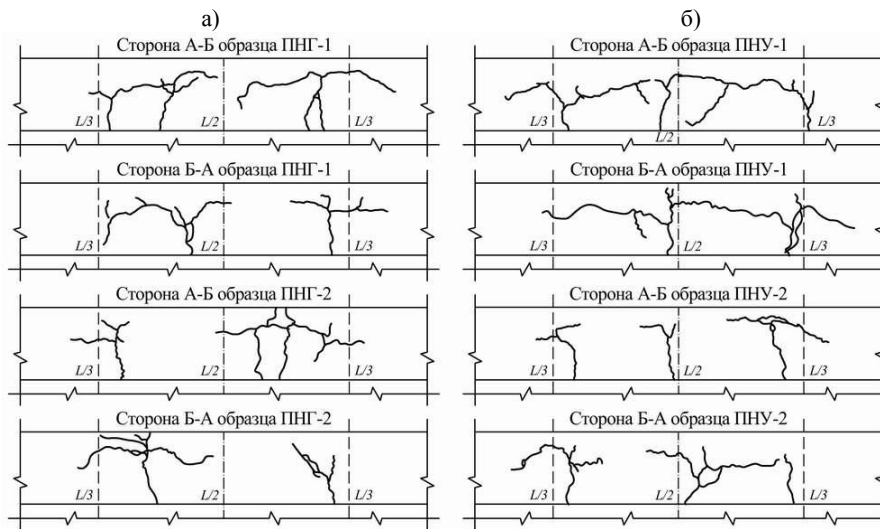 а)
Сторона А-Б образца ПНГ-1
L/3 L/2 L/3
Сторона Б-А образца ПНГ-1
L/3 L/2 L/3
Сторона А-Б образца ПНГ-2
L/3 L/2 L/3
Сторона Б-А образца ПНГ-2
L/3 L/2 L/3
б)
Сторона А-Б образца ПНУ-1
L/3 L/2 L/3
Сторона Б-А образца ПНУ-1
L/3 L/2 L/3
Сторона А-Б образца ПНУ-2
L/3 L/2 L/3
Сторона Б-А образца ПНУ-2
L/3 L/2 L/3